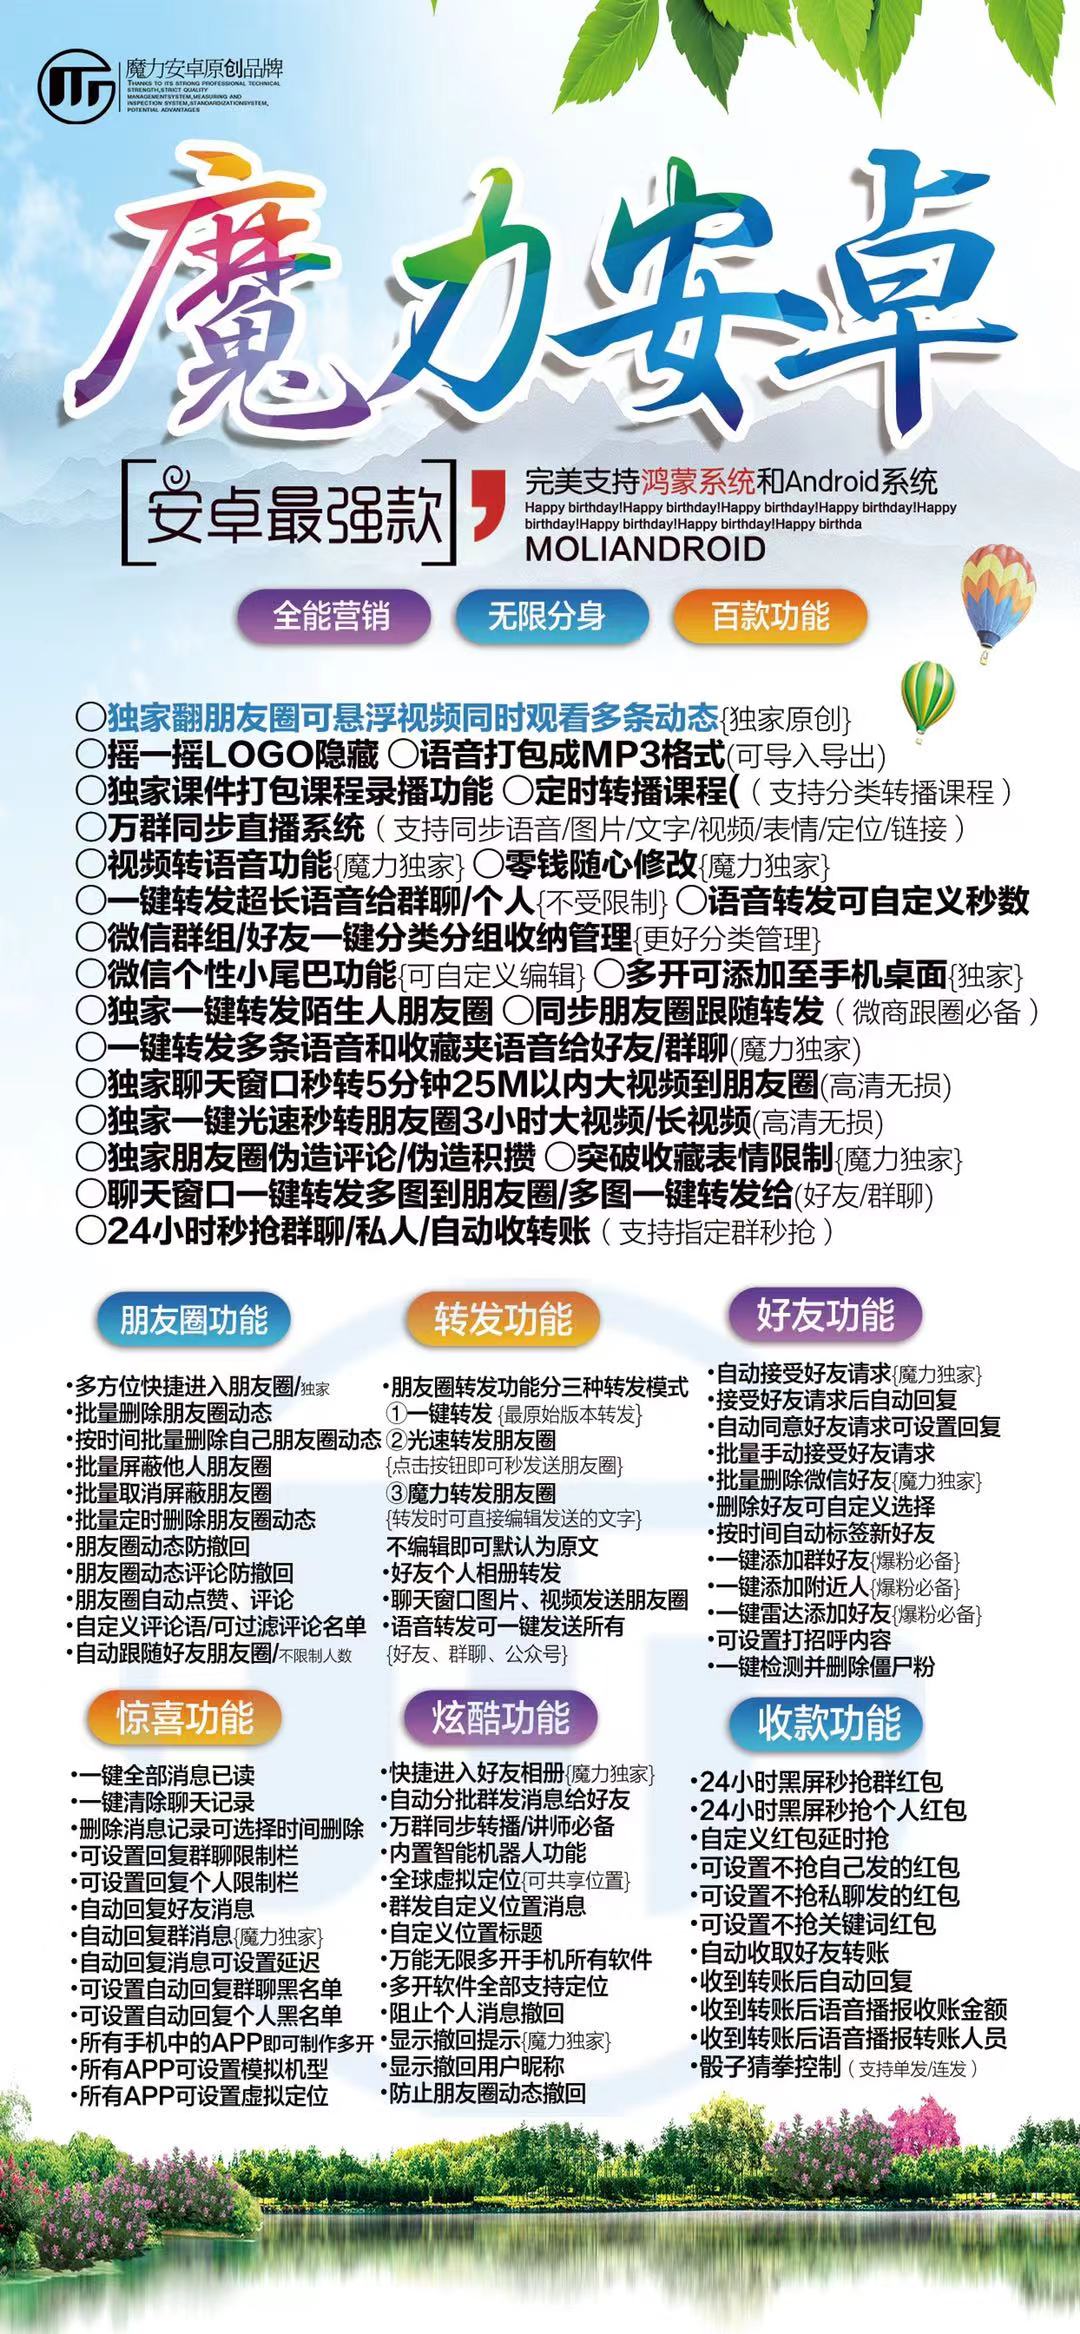 魔力安卓原创品牌
THANKS TO ITS STRONG PROFESSIONAL TECHNICAL
STRENGTH,STRICT QUALITY
MANAGEMENTSYSTEM,MEASURING AND
INSPECTION SYSTEM,STANDARDIZATIONSYSTEM,
POTENTIAL ADVANTAGES
魔力安卓
安卓最强款
完美支持鸿蒙系统和Android系统
Happy birthday!Happy birthday!Happy birthday!Happy birthday!Happy
birthday!Happy birthday!Happy birthday!Happy birthda
MOLIANDROID
全能营销 无限分身 百款功能
○独家翻朋友圈可悬浮视频同时观看多条动态{独家原创}
○摇一摇LOGO隐藏 ○语音打包成MP3格式(可导入导出)
○独家课件打包课程录播功能 ○定时转播课程(（支持分类转播课程）
○万群同步直播系统（支持同步语音/图片/文字/视频/表情/定位/链接）
○视频转语音功能{魔力独家} ○零钱随心修改{魔力独家}
○一键转发超长语音给群聊/个人{不受限制} ○语音转发可自定义秒数
○微信群组/好友一键分类分组收纳管理{更好分类管理}
○微信个性小尾巴功能{可自定义编辑} ○多开可添加至手机桌面{独家}
○独家一键转发陌生人朋友圈 ○同步朋友圈跟随转发（微商跟圈必备）
○一键转发多条语音和收藏夹语音给好友/群聊(魔力独家)
○独家聊天窗口秒转5分钟25M以内大视频到朋友圈(高清无损)
○独家一键光速秒转朋友圈3小时大视频/长视频(高清无损)
○独家朋友圈伪造评论/伪造积攒 ○突破收藏表情限制{魔力独家}
○聊天窗口一键转发多图到朋友圈/多图一键转发给(好友/群聊)
○24小时秒抢群聊/私人/自动收转账（支持指定群秒抢）
朋友圈功能
·多方位快捷进入朋友圈/独家
·批量删除朋友圈动态
·按时间批量删除自己朋友圈动态
·批量屏蔽他人朋友圈
·批量取消屏蔽朋友圈
·批量定时删除朋友圈动态
·朋友圈动态防撤回
·朋友圈动态评论防撤回
·朋友圈自动点赞、评论
·自定义评论语/可过滤评论名单
·自动跟随好友朋友圈/不限制人数
转发功能
·朋友圈转发功能分三种转发模式
①一键转发 {最原始版本转发}
②光速转发朋友圈
{点击按钮即可秒发送朋友圈}
③魔力转发朋友圈
{转发时可直接编辑发送的文字}
不编辑即可默认为原文
·好友个人相册转发
·聊天窗口图片、视频发送朋友圈
·语音转发可一键发送所有
{好友、群聊、公众号}
好友功能
·自动接受好友请求{魔力独家}
·接受好友请求后自动回复
·自动同意好友请求可设置回复
·批量手动接受好友请求
·批量删除微信好友{魔力独家}
·删除好友可自定义选择
·按时间自动标签新好友
·一键添加群好友{爆粉必备}
·一键添加附近人{爆粉必备}
·一键雷达添加好友{爆粉必备}
·可设置打招呼内容
·一键检测并删除僵尸粉
惊喜功能
·一键全部消息已读
·一键清除聊天记录
·删除消息记录可选择时间删除
·可设置回复群聊限制栏
·可设置回复个人限制栏
·自动回复好友消息
·自动回复群消息{魔力独家}
·自动回复消息可设置延迟
·可设置自动回复群聊黑名单
·可设置自动回复个人黑名单
·所有手机中的APP即可制作多开
·所有APP可设置模拟机型
·所有APP可设置虚拟定位
炫酷功能
·快捷进入好友相册{魔力独家}
·自动分批群发消息给好友
·万群同步转播/讲师必备
·内置智能机器人功能
·全球虚拟定位{可共享位置}
·群发自定义位置消息
·自定义位置标题
·万能无限多开手机所有软件
·多开软件全部支持定位
·阻止个人消息撤回
·显示撤回提示{魔力独家}
·显示撤回用户昵称
·防止朋友圈动态撤回
收款功能
·24小时黑屏秒抢群红包
·24小时黑屏秒抢个人红包
·自定义红包延时抢
·可设置不抢自己发的红包
·可设置不抢私聊发的红包
·可设置不抢关键词红包
·自动收取好友转账
·收到转账后自动回复
·收到转账后语音播报收账金额
·收到转账后语音播报转账人员
·骰子猜拳控制（支持单发/连发）